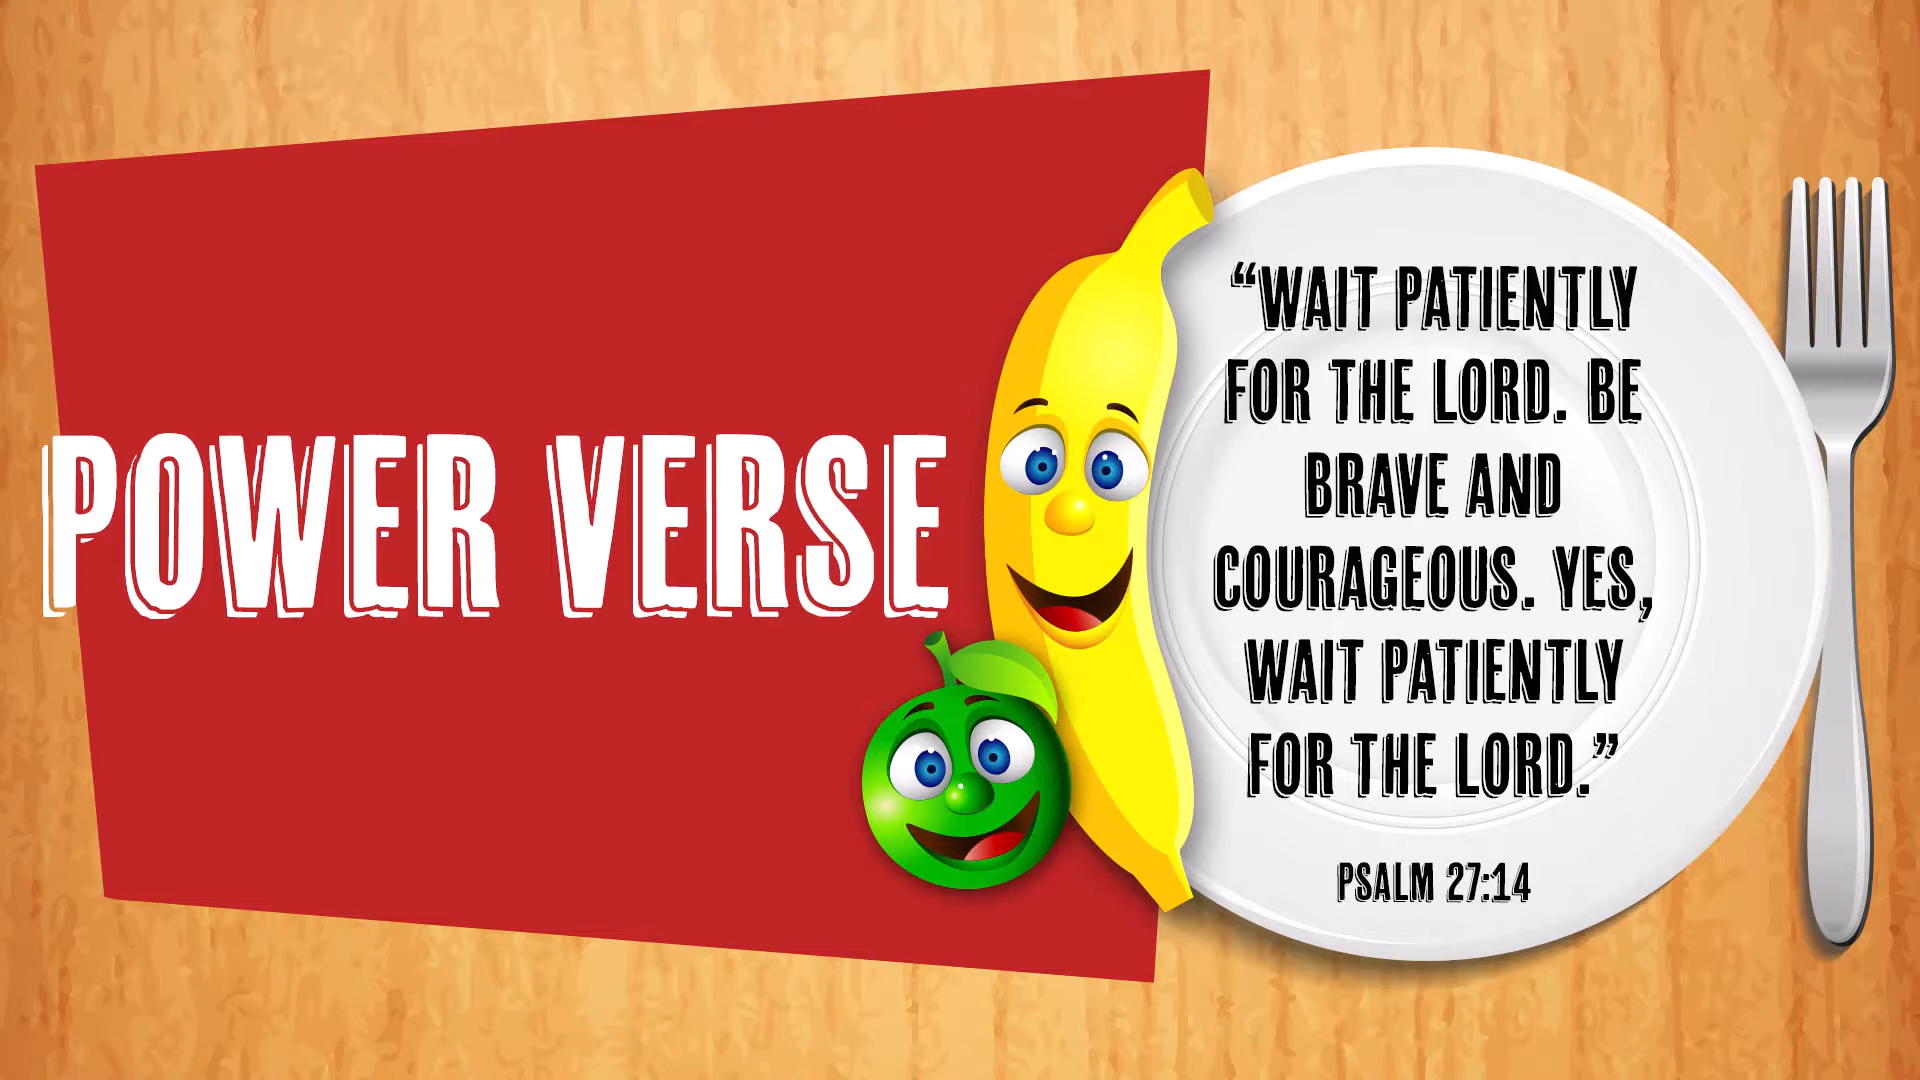 POWER VERSE
“WAIT PATIENTLY
FOR THE LORD. BE
BRAVE AND
COURAGEOUS. YES,
WAIT PATIENTLY
FOR THE LORD.”
PSALM 27:14